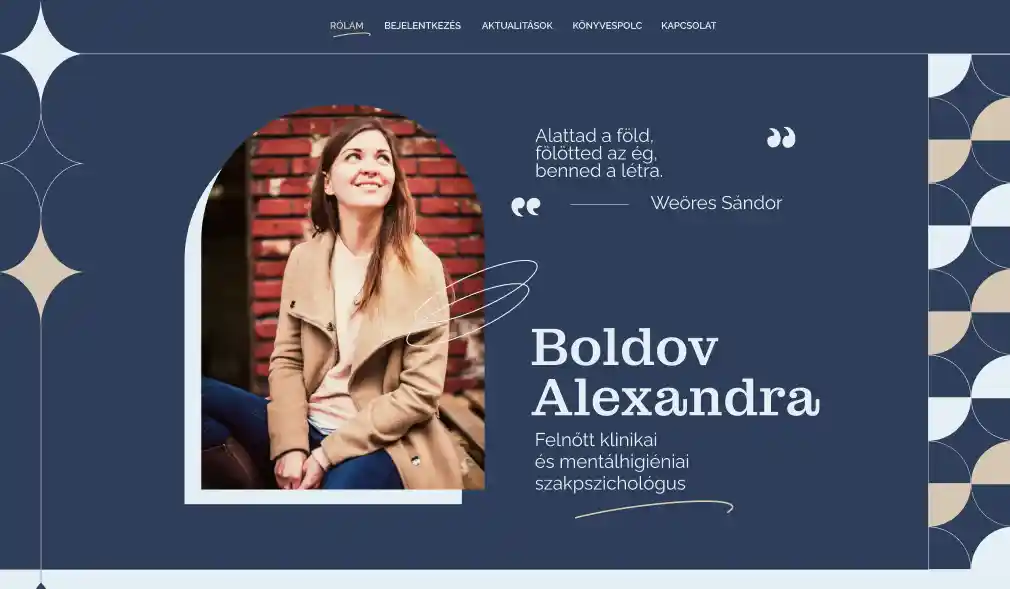 RÓLAM BEJELENTKEZÉS AKTUALITÁSOK KÖNYVESPOLC KAPCSOLAT
Alattad a föld,
fölötted az ég,
benned a létra.
Weöres Sándor
Boldov
Alexandra
Felnőtt klinikai
és mentálhigiéniai
szakpszichológus